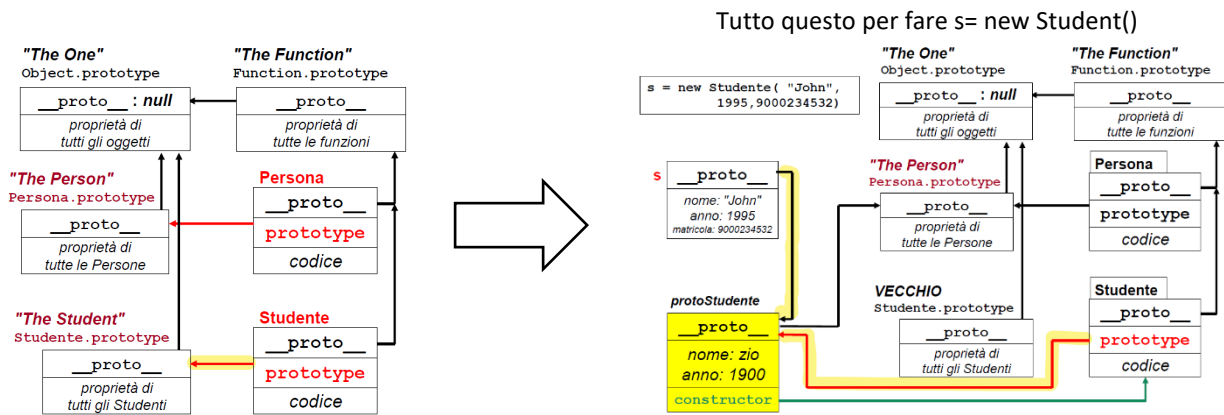 Tutto questo per fare s= new Student()
"The One"
Object.prototype
__proto__ : null
proprietà di
tutti gli oggetti
"The Function"
Function.prototype
__proto__
proprietà di
tutte le funzioni
"The Person"
Persona.prototype
__proto__
proprietà di
tutte le Persone
Persona
__proto__
prototype
codice
"The Student"
Studente.prototype
__proto__
proprietà di
tutti gli Studenti
Studente
__proto__
prototype
codice
s = new Studente( "John",
1995,9000234532)
"The One"
Object.prototype
__proto__ : null
proprietà di
tutti gli oggetti
"The Function"
Function.prototype
__proto__
proprietà di
tutte le funzioni
s
__proto__
nome: "John"
anno: 1995
matricola: 9000234532
"The Person"
Persona.prototype
__proto__
proprietà di
tutte le Persone
Persona
__proto__
prototype
codice
protoStudente
__proto__
nome: zio
anno: 1900
constructor
VECCHIO
Studente.prototype
__proto__
proprietà di
tutti gli Studenti
Studente
__proto__
prototype
codice